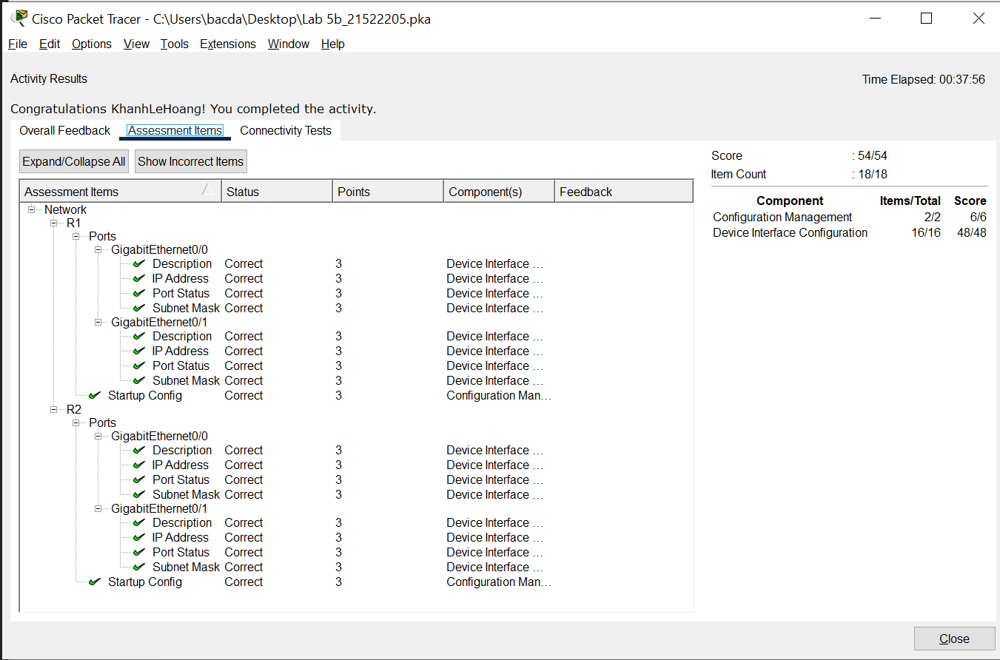 Cisco Packet Tracer - C:\Users\bacda\Desktop\Lab 5b_21522205.pka
File Edit Options View Tools Extensions Window Help
Activity Results
Time Elapsed: 00:37:56
Congratulations KhanhLeHoang! You completed the activity.
Overall Feedback Assessment Items Connectivity Tests
Expand/Collapse All Show Incorrect Items
Assessment Items Status Points Component(s) Feedback
Network
R1
Ports
GigabitEthernet0/0
Description Correct 3 Device Interface ...
IP Address Correct 3 Device Interface ...
Port Status Correct 3 Device Interface ...
Subnet Mask Correct 3 Device Interface ...
GigabitEthernet0/1
Description Correct 3 Device Interface ...
IP Address Correct 3 Device Interface ...
Port Status Correct 3 Device Interface ...
Subnet Mask Correct 3 Device Interface ...
Startup Config Correct 3 Configuration Man...
R2
Ports
GigabitEthernet0/0
Description Correct 3 Device Interface ...
IP Address Correct 3 Device Interface ...
Port Status Correct 3 Device Interface ...
Subnet Mask Correct 3 Device Interface ...
GigabitEthernet0/1
Description Correct 3 Device Interface ...
IP Address Correct 3 Device Interface ...
Port Status Correct 3 Device Interface ...
Subnet Mask Correct 3 Device Interface ...
Startup Config Correct 3 Configuration Man...
Score : 54/54
Item Count : 18/18
Component Items/Total Score
Configuration Management 2/2 6/6
Device Interface Configuration 16/16 48/48
Close